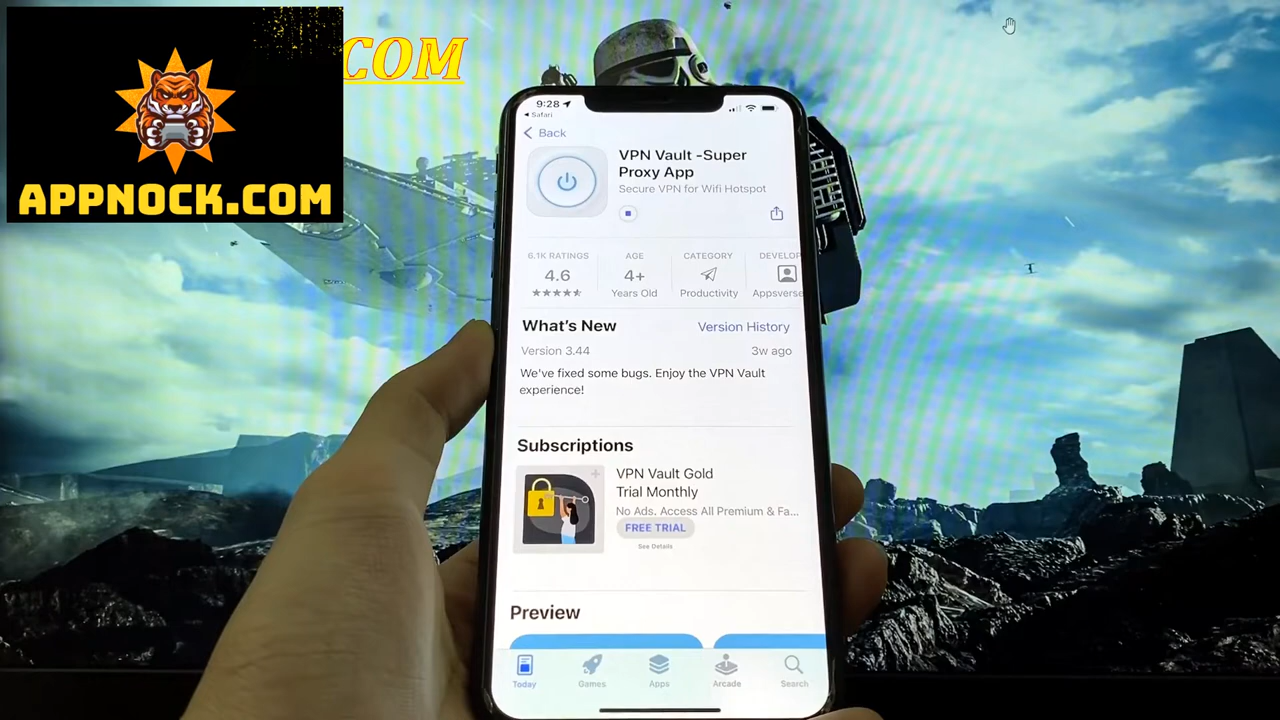 COM
APPNOCK.COM
9:28
Safari
Back
VPN Vault -Super
Proxy App
Secure VPN for Wifi Hotspot
6.1K RATINGS
AGE
CATEGORY
DEVELOP
4.6
4+
Years Old
Productivity
Appsverse
What's New
Version History
Version 3.44
3w ago
We've fixed some bugs. Enjoy the VPN Vault
experience!
Subscriptions
VPN Vault Gold
Trial Monthly
No Ads. Access All Premium & Fa...
FREE TRIAL
See Details
Preview
Today
Games
Apps
Arcade
Search